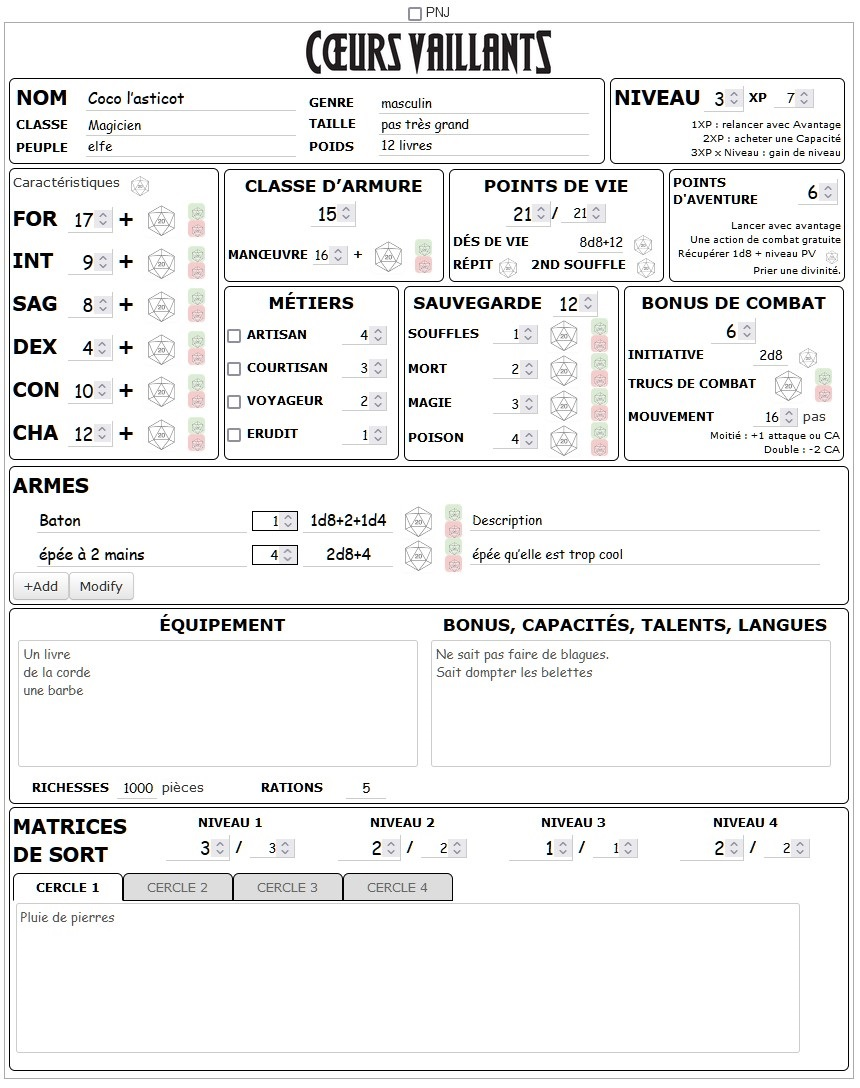 PNJ
CŒURS VAILLANTS
NOM Coco l'asticot
CLASSE Magicien
PEUPLE elfe
GENRE masculin
TAILLE pas très grand
POIDS 12 livres
NIVEAU 3 XP 7
1XP : relancer avec Avantage
2XP : acheter une Capacité
3XP x Niveau : gain de niveau
Caractéristiques
FOR 17 +
INT 9 +
SAG 8 +
DEX 4 +
CON 10 +
CHA 12 +
CLASSE D'ARMURE
15
MANŒUVRE 16 +
POINTS DE VIE
21 / 21
DÉS DE VIE 8d8+12
RÉPIT 2ND SOUFFLE
POINTS
D'AVENTURE 6
Lancer avec avantage
Une action de combat gratuite
Récupérer 1d8 + niveau PV
Prier une divinité.
MÉTIERS
ARTISAN 4
COURTISAN 3
VOYAGEUR 2
ERUDIT 1
SAUVEGARDE 12
SOUFFLES 1
MORT 2
MAGIE 3
POISON 4
BONUS DE COMBAT
6
INITIATIVE 2d8
TRUCS DE COMBAT
MOUVEMENT 16 pas
Moitié : +1 attaque ou CA
Double : -2 CA
ARMES
Baton 1 1d8+2+1d4 Description
épée à 2 mains 4 2d8+4 épée qu'elle est trop cool
+Add Modify
ÉQUIPEMENT
Un livre
de la corde
une barbe
RICHESSES 1000 pièces RATIONS 5
BONUS, CAPACITÉS, TALENTS, LANGUES
Ne sait pas faire de blagues.
Sait dompter les belettes
MATRICES
DE SORT
NIVEAU 1
3 / 3
NIVEAU 2
2 / 2
NIVEAU 3
1 / 1
NIVEAU 4
2 / 2
CERCLE 1 CERCLE 2 CERCLE 3 CERCLE 4
Pluie de pierres